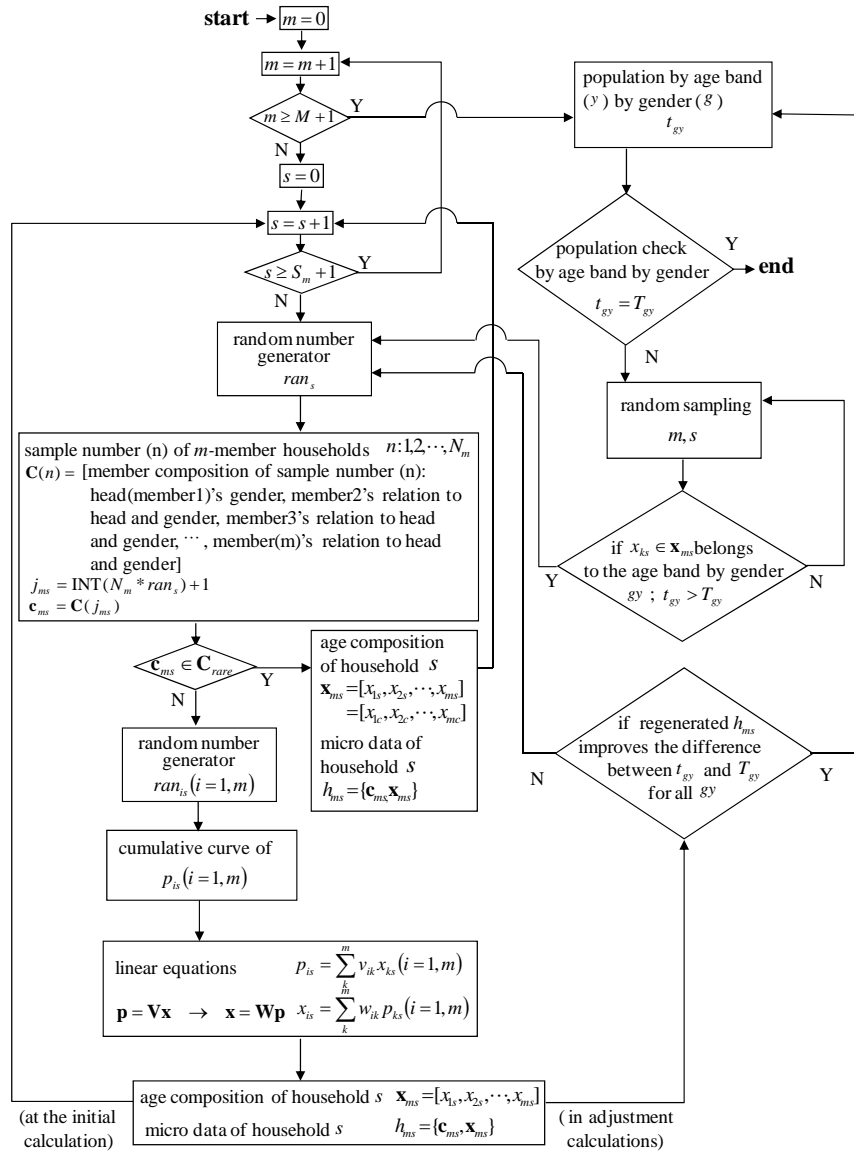 start
m = 0
m = m + 1
m ≥ M + 1
Y
N
s = 0
s = s + 1
s ≥ S_m + 1
Y
N
random number
generator
ran_s
sample number (n) of m-member households n:1,2,⋯,N_m
C(n) = [member composition of sample number (n):
head(member1)'s gender, member2's relation to
head and gender, member3's relation to head
and gender, ⋯ , member(m)'s relation to head
and gender]
j_ms = INT(N_m * ran_s) + 1
c_ms = C(j_ms)
c_ms ∈ C_rare
Y
N
age composition
of household s
x_ms = [x_1s, x_2s, ⋯, x_ms]
= [x_1c, x_2c, ⋯, x_mc]
micro data of
household s
h_ms = {c_ms, x_ms}
random number
generator
ran_is (i = 1, m)
cumulative curve of
p_is (i = 1, m)
linear equations p_is = ∑_k^m v_ik x_ks (i = 1, m)
p = Vx → x = Wp x_is = ∑_k^m w_ik p_ks (i = 1, m)
age composition of household s x_ms = [x_1s, x_2s, ⋯, x_ms]
micro data of household s h_ms = {c_ms, x_ms}
(at the initial
calculation)
( in adjustment
calculations)
population by age band
(y) by gender (g)
t_gy
population check
by age band by gender
t_gy = T_gy
Y
end
N
random sampling
m, s
if x_ks ∈ x_ms belongs
to the age band by gender
gy ; t_gy > T_gy
Y
N
if regenerated h_ms
improves the difference
between t_gy and T_gy
for all gy
N
Y